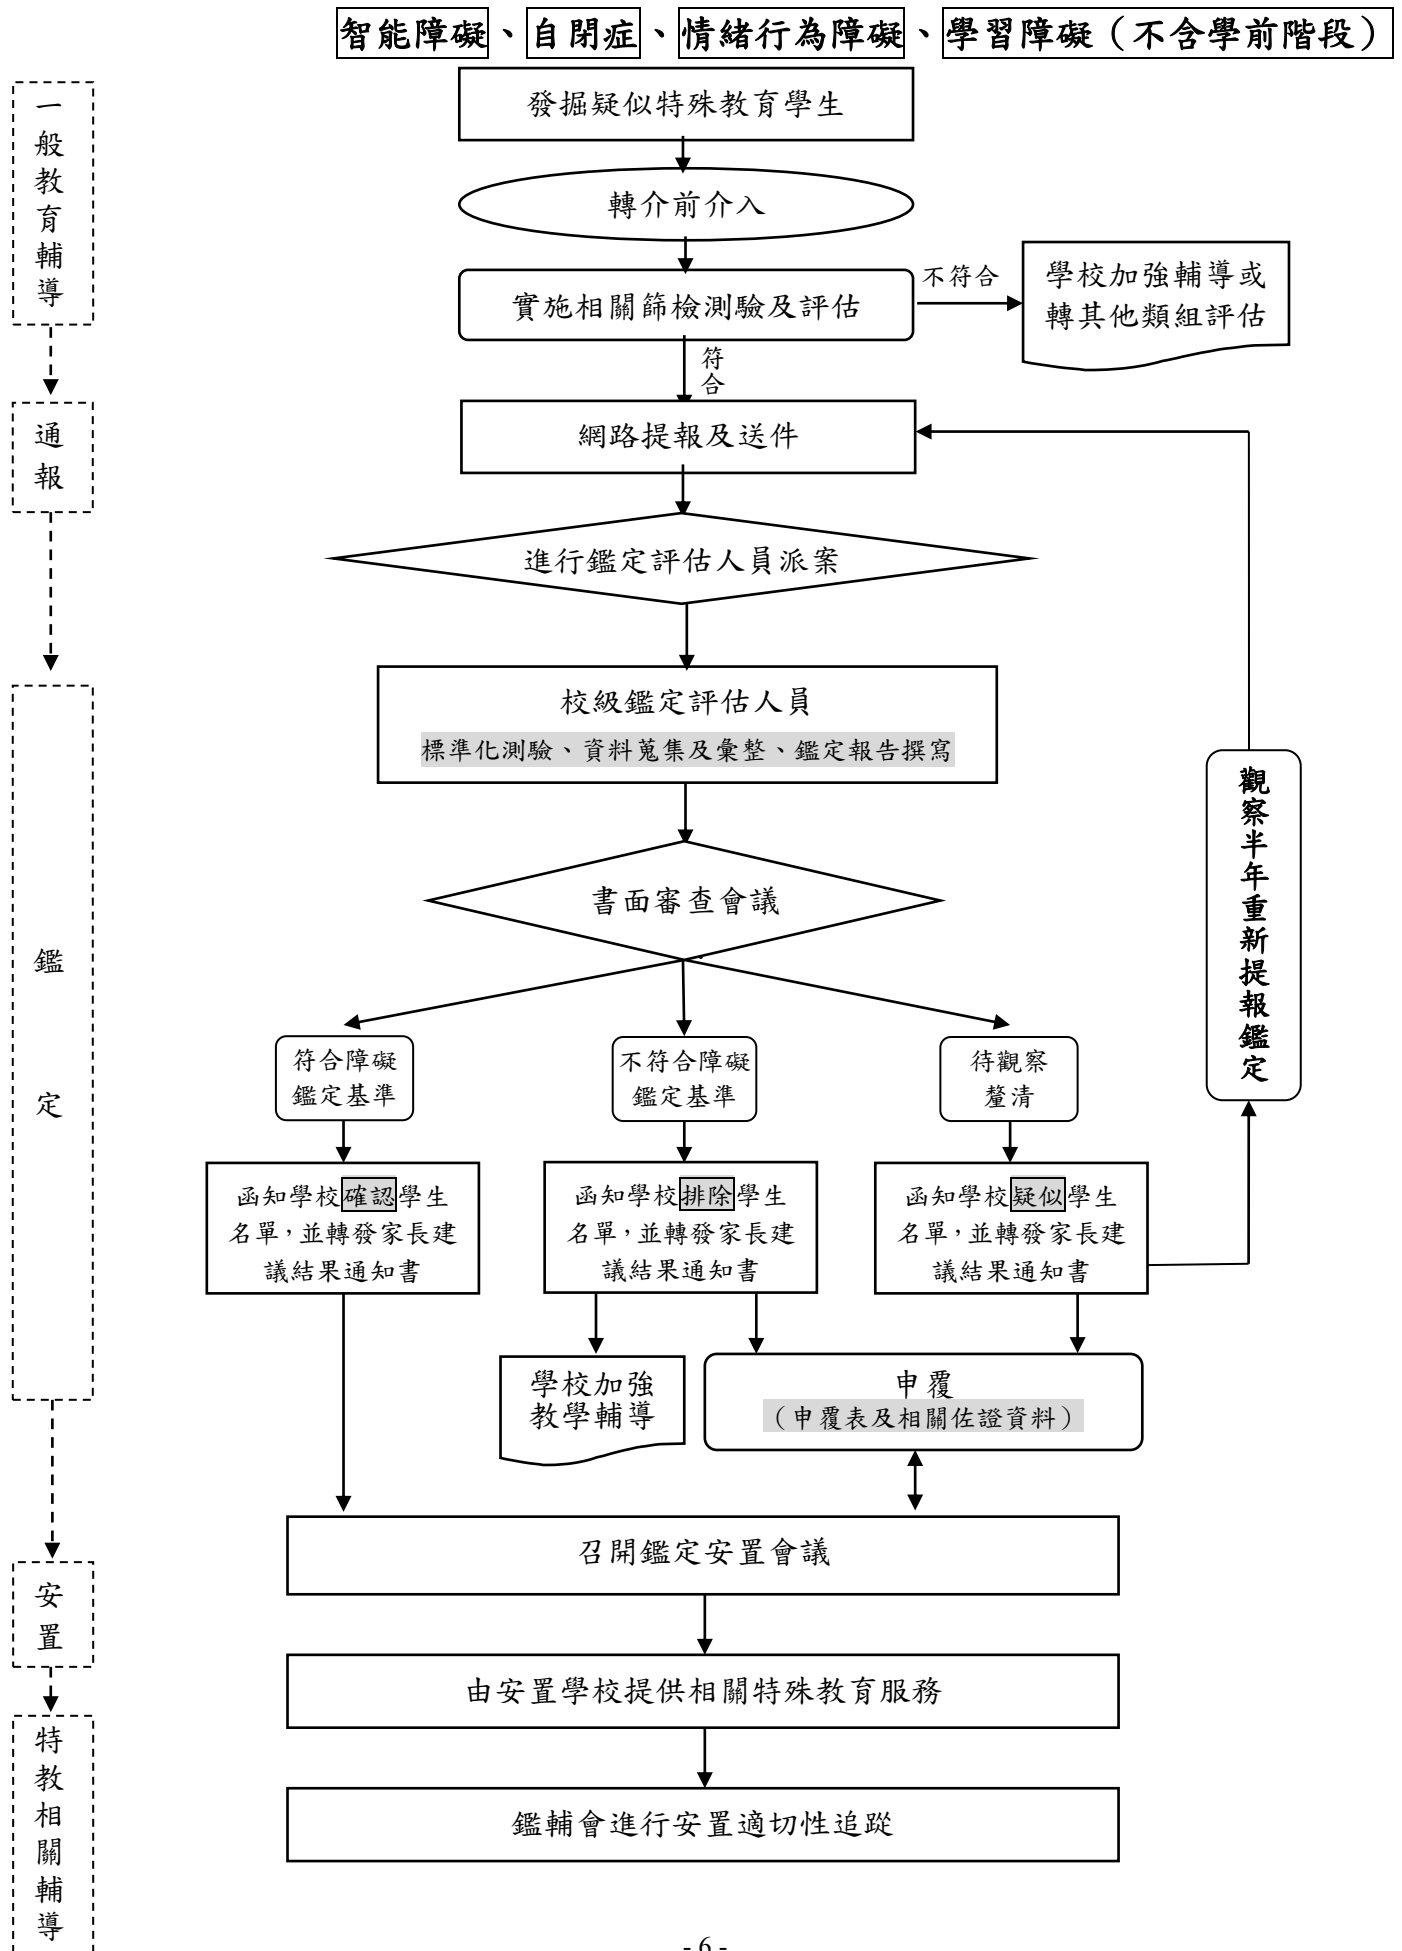 智能障礙、自閉症、情緒行為障礙、學習障礙（不含學前階段）
一般教育輔導
通報
鑑定
安置
特教相關輔導
發掘疑似特殊教育學生
轉介前介入
實施相關篩檢測驗及評估
不符合
學校加強輔導或
轉其他類組評估
符合
網路提報及送件
進行鑑定評估人員派案
校級鑑定評估人員
標準化測驗、資料蒐集及彙整、鑑定報告撰寫
觀察半年重新提報鑑定
書面審查會議
符合障礙
鑑定基準
不符合障礙
鑑定基準
待觀察
釐清
函知學校確認學生
名單，並轉發家長建
議結果通知書
函知學校排除學生
名單，並轉發家長建
議結果通知書
函知學校疑似學生
名單，並轉發家長建
議結果通知書
學校加強
教學輔導
申覆
（申覆表及相關佐證資料）
召開鑑定安置會議
由安置學校提供相關特殊教育服務
鑑輔會進行安置適切性追蹤
- 6 -